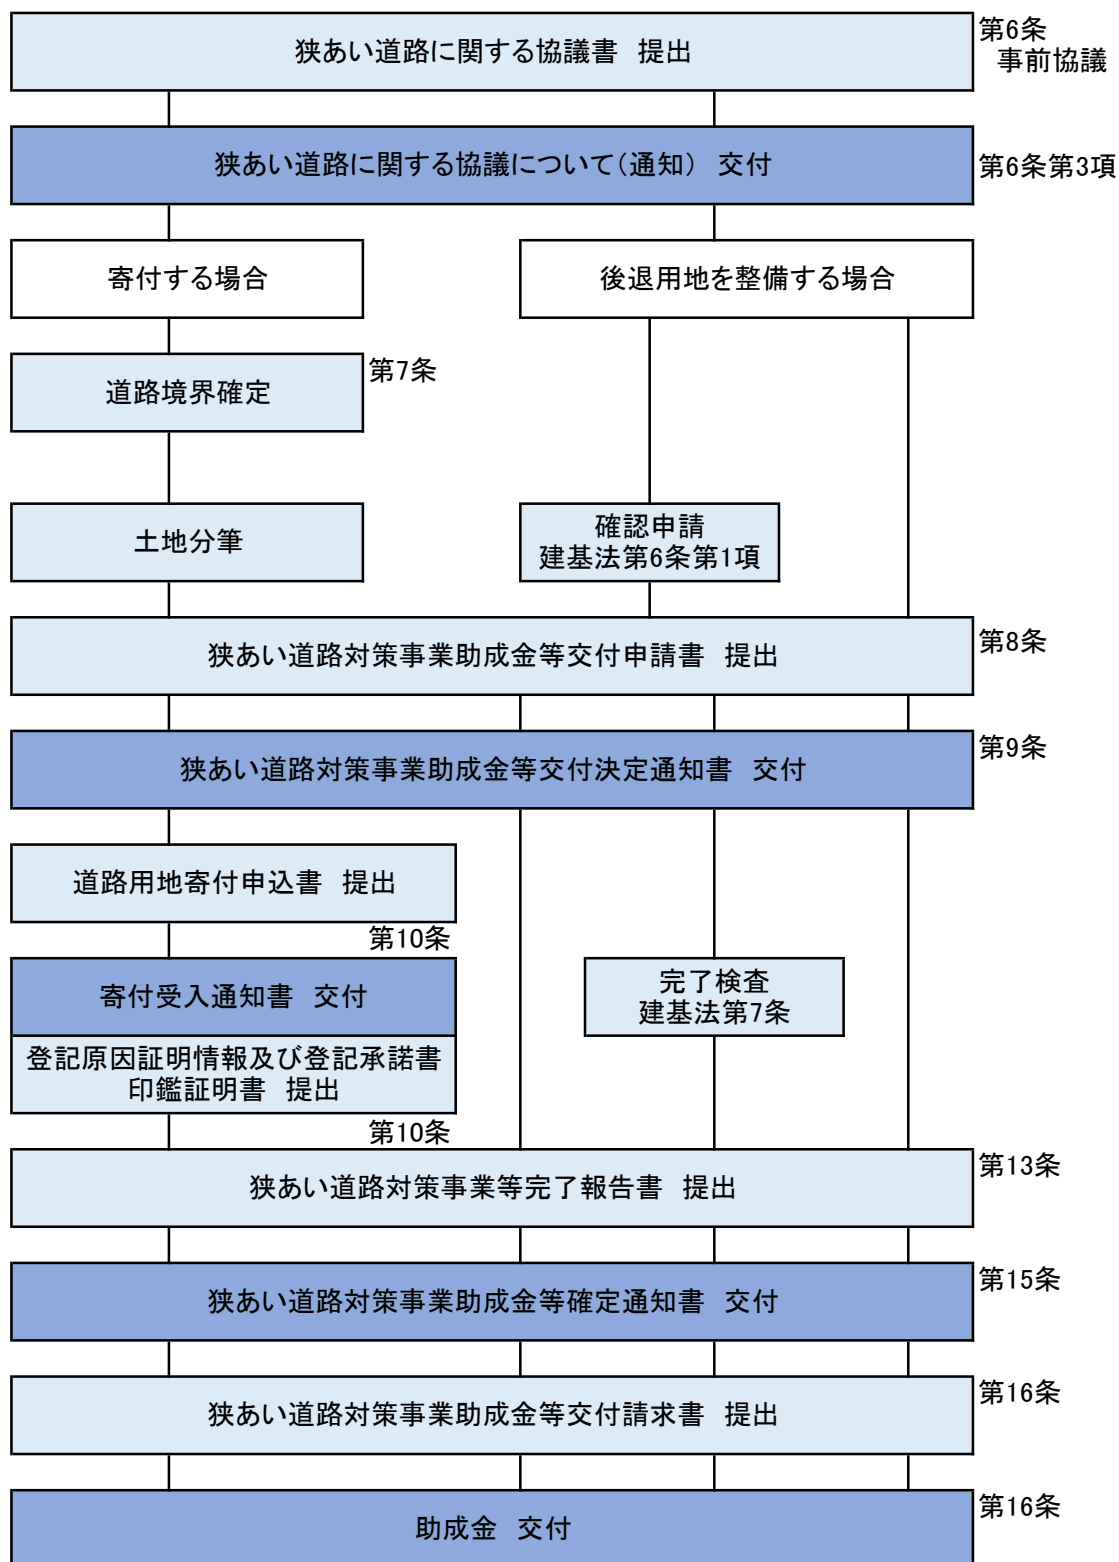 狭あい道路に関する協議書　提出
第6条
事前協議
狭あい道路に関する協議について（通知）　交付
第6条第3項
寄付する場合
後退用地を整備する場合
道路境界確定
第7条
土地分筆
確認申請
建基法第6条第1項
狭あい道路対策事業助成金等交付申請書　提出
第8条
狭あい道路対策事業助成金等交付決定通知書　交付
第9条
道路用地寄付申込書　提出
第10条
寄付受入通知書　交付
完了検査
建基法第7条
登記原因証明情報及び登記承諾書
印鑑証明書　提出
第10条
狭あい道路対策事業等完了報告書　提出
第13条
狭あい道路対策事業助成金等確定通知書　交付
第15条
狭あい道路対策事業助成金等交付請求書　提出
第16条
助成金　交付
第16条